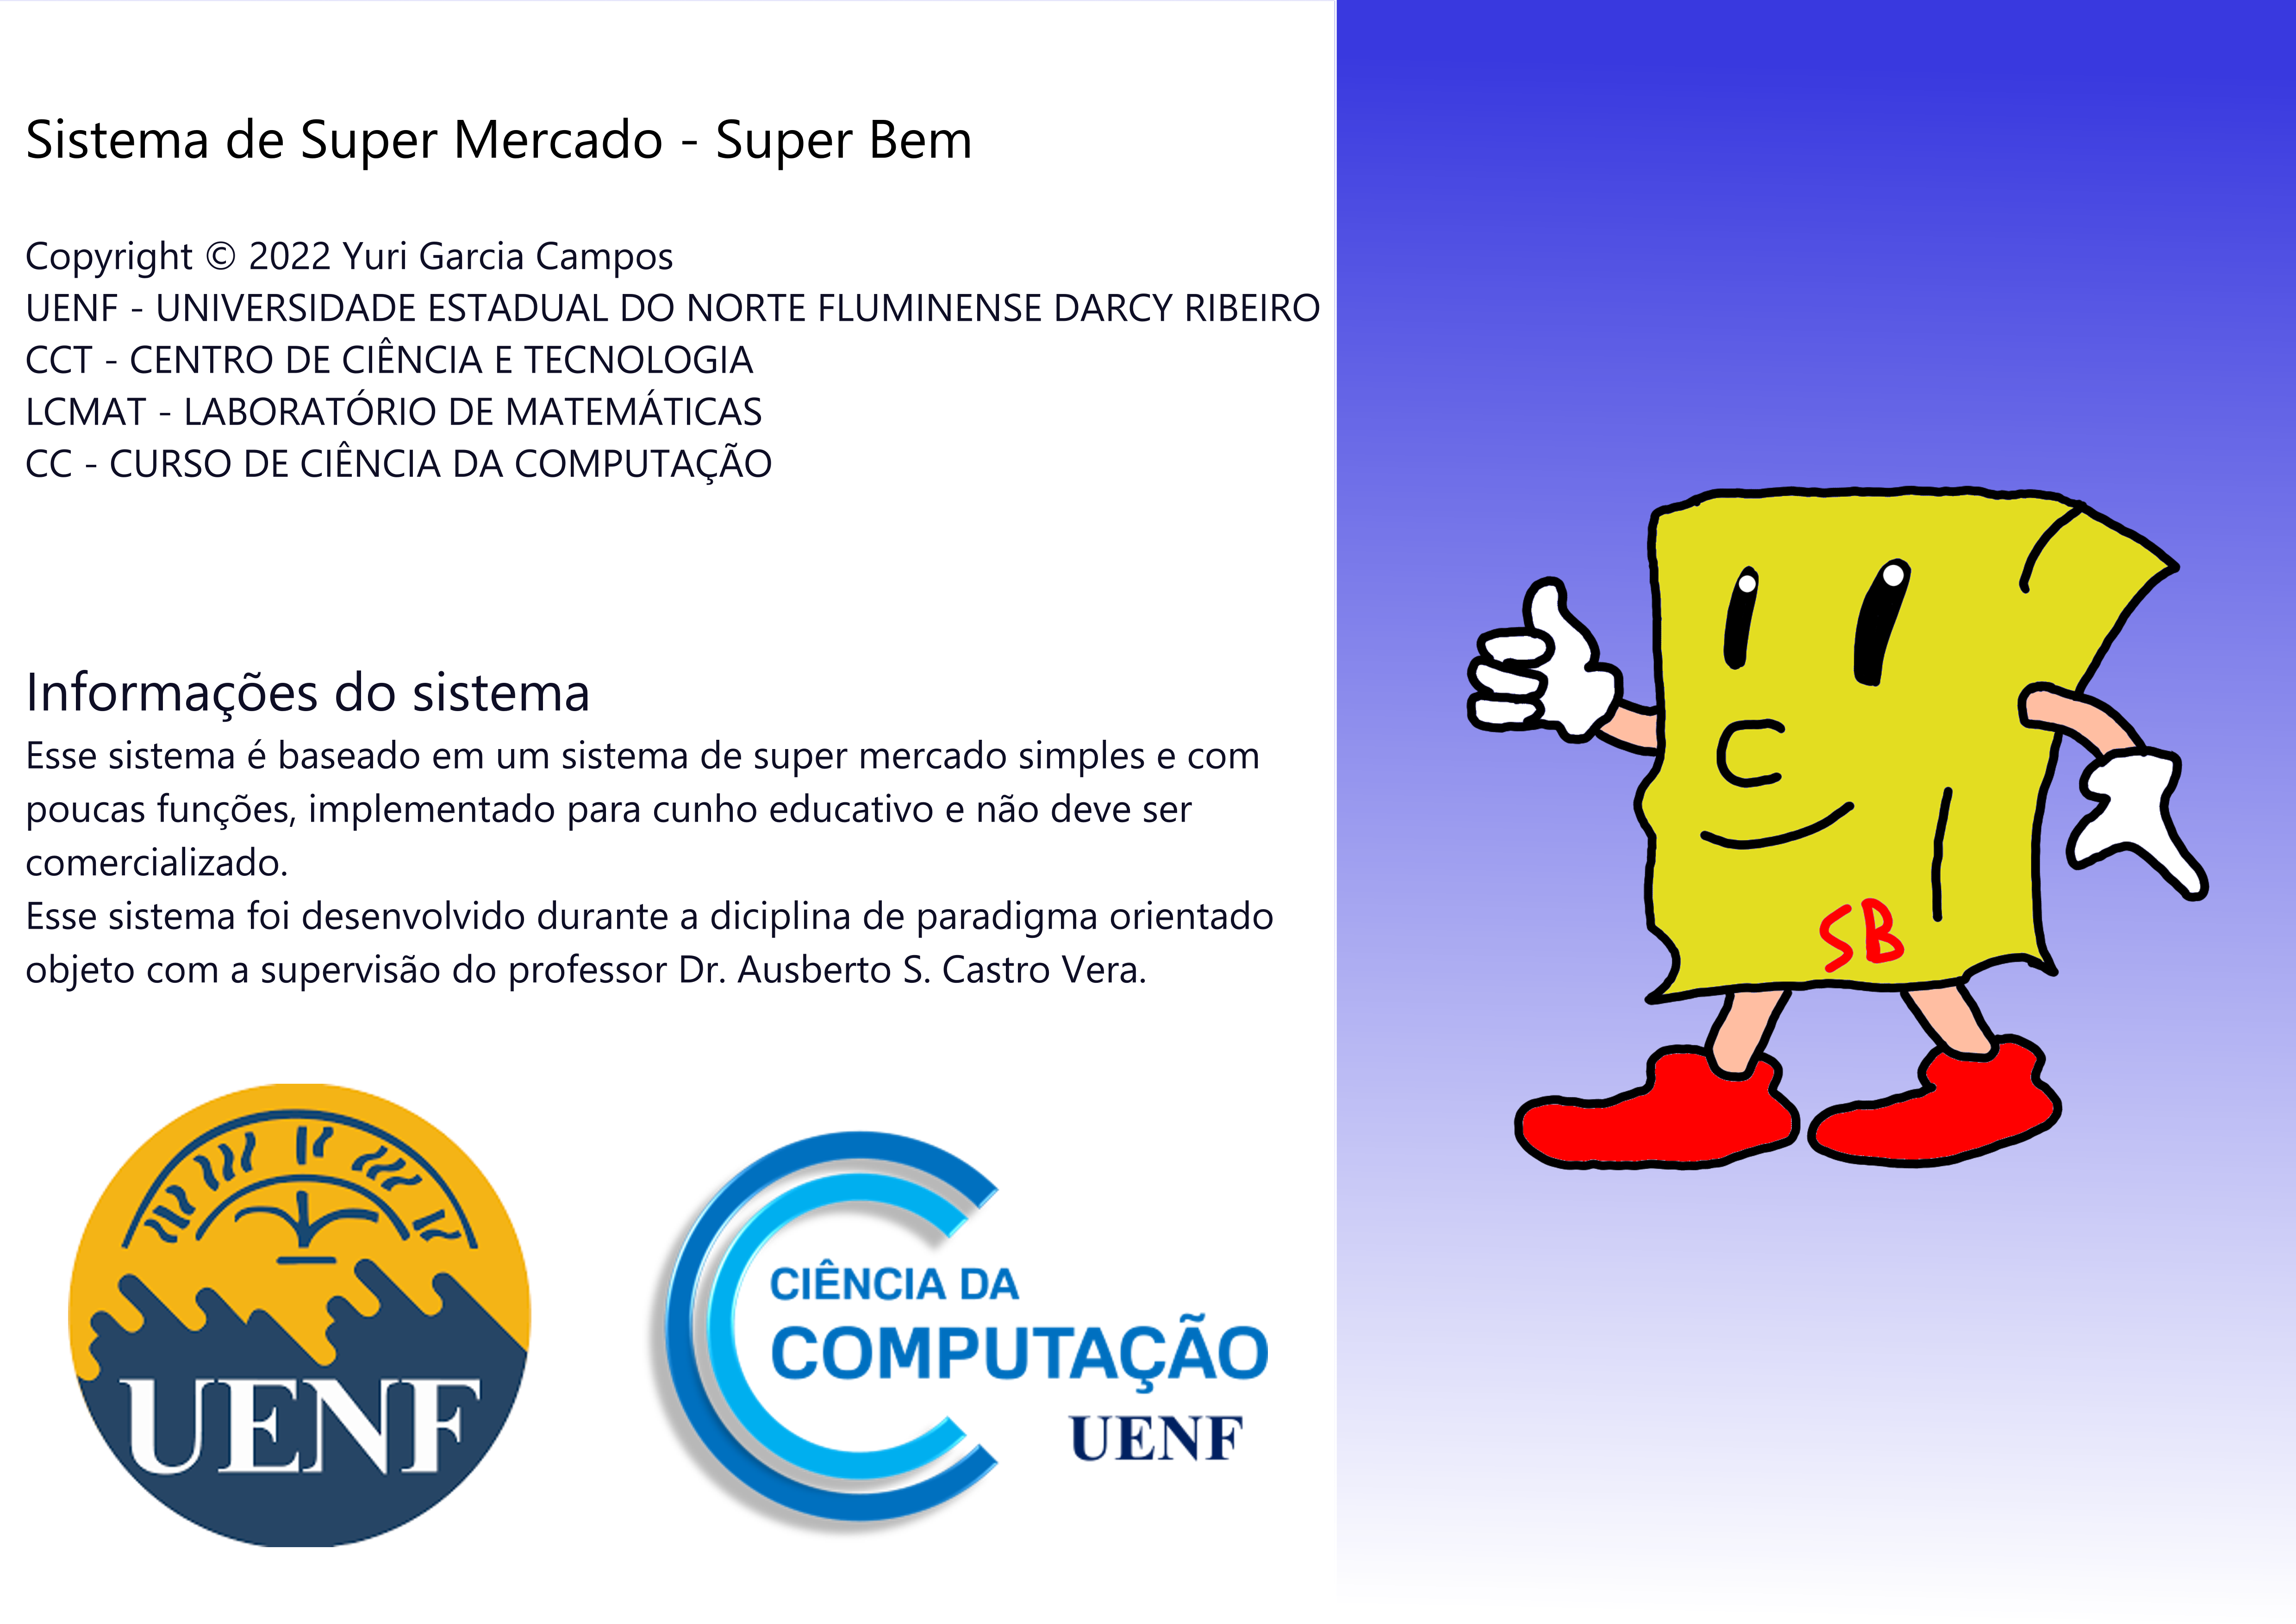 Sistema de Super Mercado - Super Bem
Copyright © 2022 Yuri Garcia Campos
UENF - UNIVERSIDADE ESTADUAL DO NORTE FLUMINENSE DARCY RIBEIRO
CCT - CENTRO DE CIÊNCIA E TECNOLOGIA
LCMAT - LABORATÓRIO DE MATEMÁTICAS
CC - CURSO DE CIÊNCIA DA COMPUTAÇÃO
Informações do sistema
Esse sistema é baseado em um sistema de super mercado simples e com
poucas funções, implementado para cunho educativo e não deve ser
comercializado.
Esse sistema foi desenvolvido durante a diciplina de paradigma orientado
objeto com a supervisão do professor Dr. Ausberto S. Castro Vera.
UENF
CIÊNCIA DA
COMPUTAÇÃO
UENF
SB